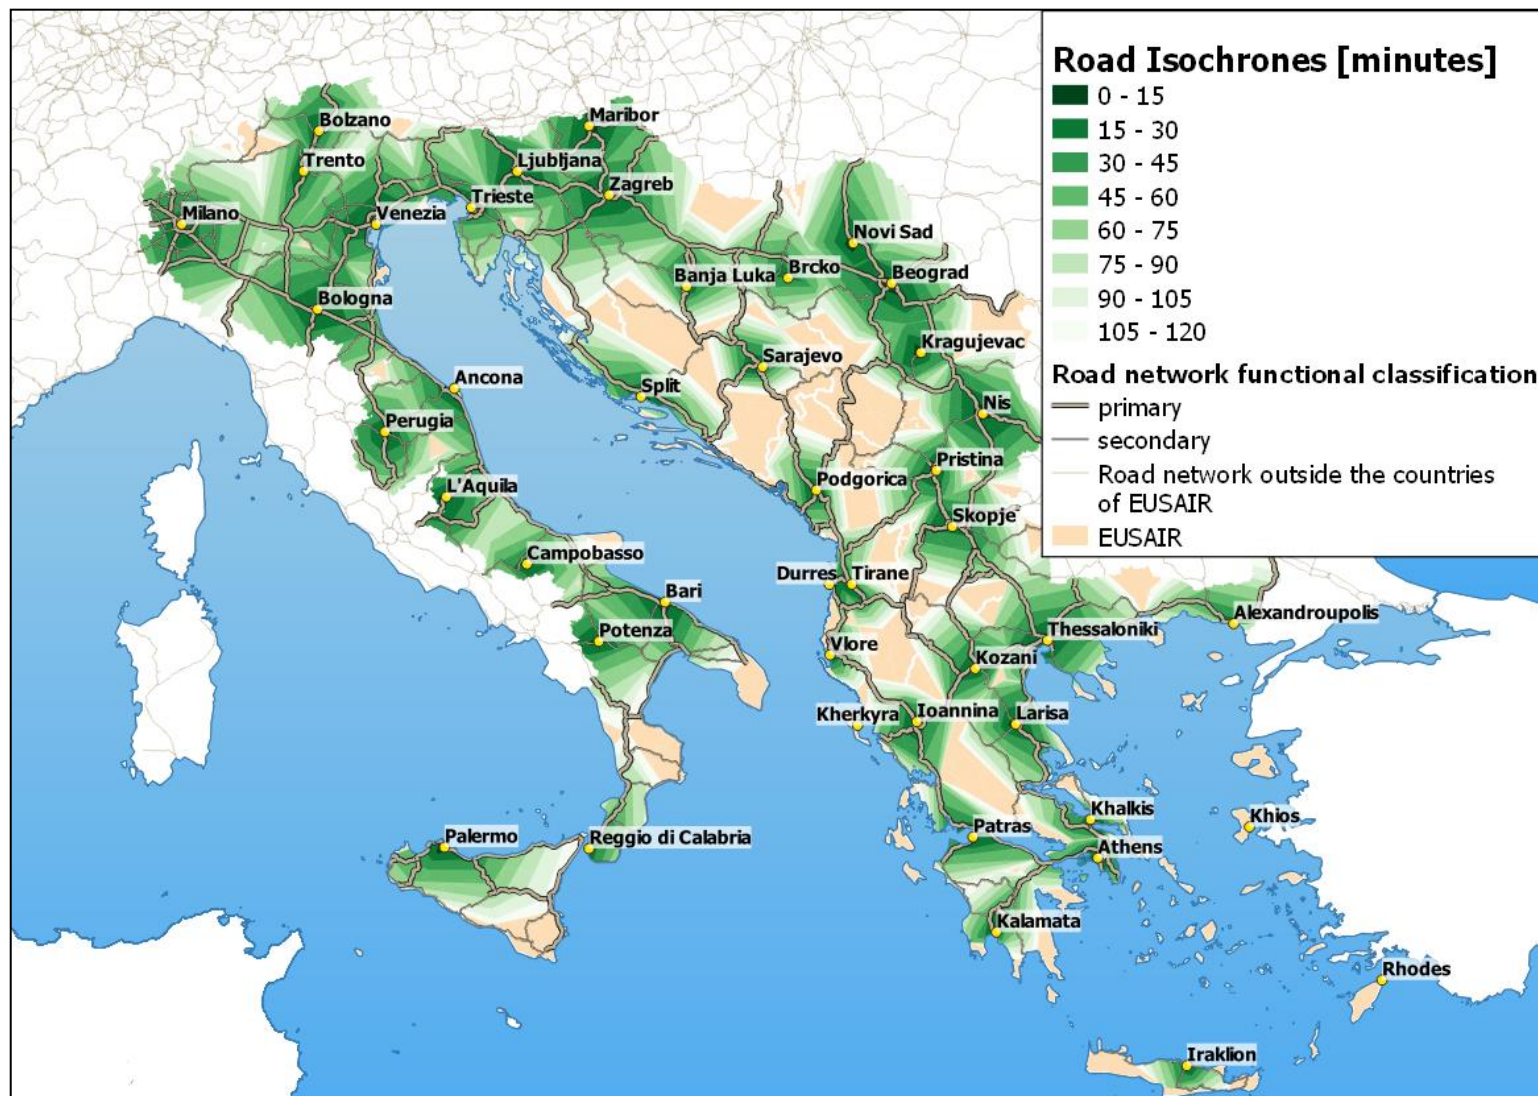 Road Isochrones [minutes]
0 - 15
15 - 30
30 - 45
45 - 60
60 - 75
75 - 90
90 - 105
105 - 120
Road network functional classification
primary
secondary
Road network outside the countries
of EUSAIR
EUSAIR
Maribor
Bolzano
Trento
Ljubljana
Zagreb
Trieste
Milano
Venezia
Novi Sad
Banja Luka
Brcko
Beograd
Bologna
Kragujevac
Sarajevo
Ancona
Split
Nis
Perugia
Pristina
L'Aquila
Podgorica
Skopje
Campobasso
Durres
Tirane
Bari
Alexandroupolis
Potenza
Thessaloniki
Vlore
Kozani
Kherkyra
Ioannina
Larisa
Khalkis
Khios
Patras
Palermo
Reggio di Calabria
Athens
Kalamata
Rhodes
Iraklion